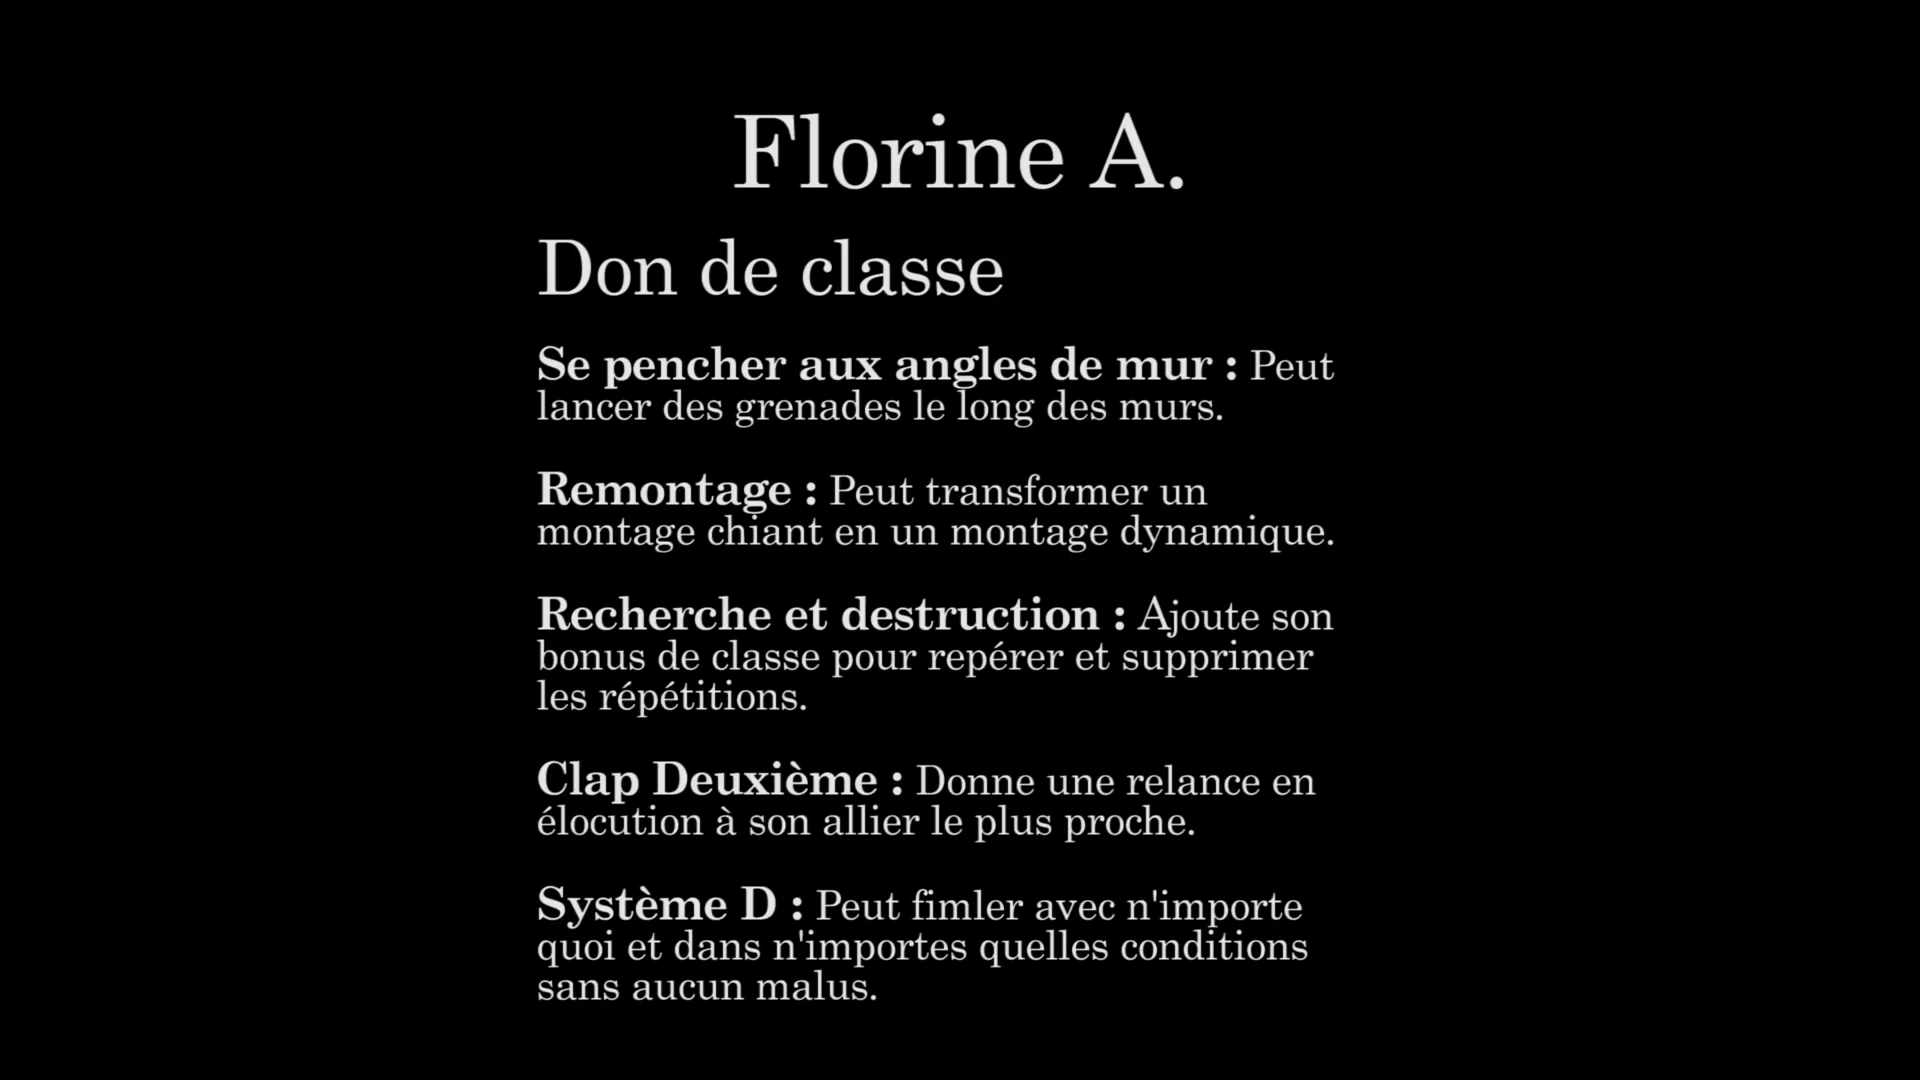 Florine A.
Don de classe
Se pencher aux angles de mur : Peut
lancer des grenades le long des murs.
Remontage : Peut transformer un
montage chiant en un montage dynamique.
Recherche et destruction : Ajoute son
bonus de classe pour repérer et supprimer
les répétitions.
Clap Deuxième : Donne une relance en
élocution à son allier le plus proche.
Système D : Peut fimler avec n'importe
quoi et dans n'importes quelles conditions
sans aucun malus.